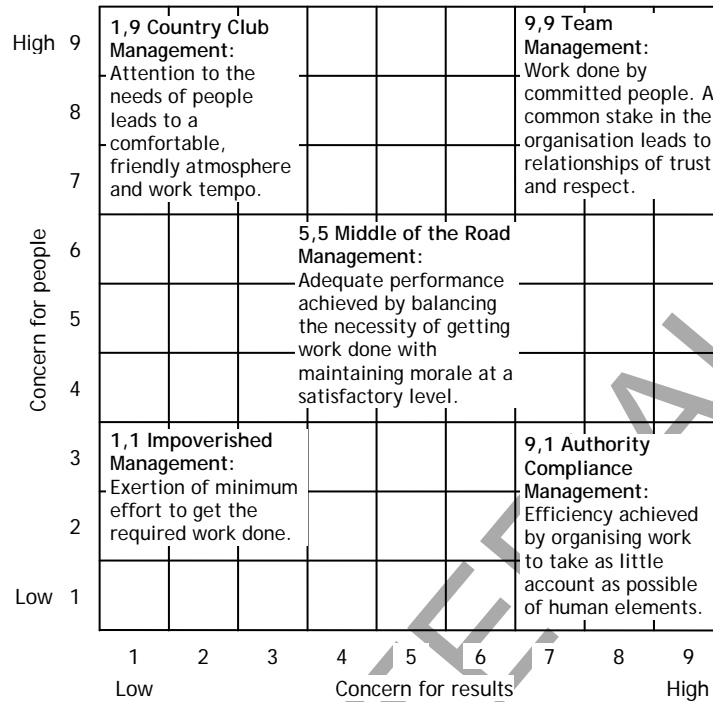 High 9
8
7
6
5
4
3
2
Low 1
Concern for people
1,9 Country Club
Management:
Attention to the
needs of people
leads to a
comfortable,
friendly atmosphere
and work tempo.
9,9 Team
Management:
Work done by
committed people. A
common stake in the
organisation leads to
relationships of trust
and respect.
5,5 Middle of the Road
Management:
Adequate performance
achieved by balancing
the necessity of getting
work done with
maintaining morale at a
satisfactory level.
1,1 Impoverished
Management:
Exertion of minimum
effort to get the
required work done.
9,1 Authority
Compliance
Management:
Efficiency achieved
by organising work
to take as little
account as possible
of human elements.
1 2 3 4 5 6 7 8 9
Low Concern for results High